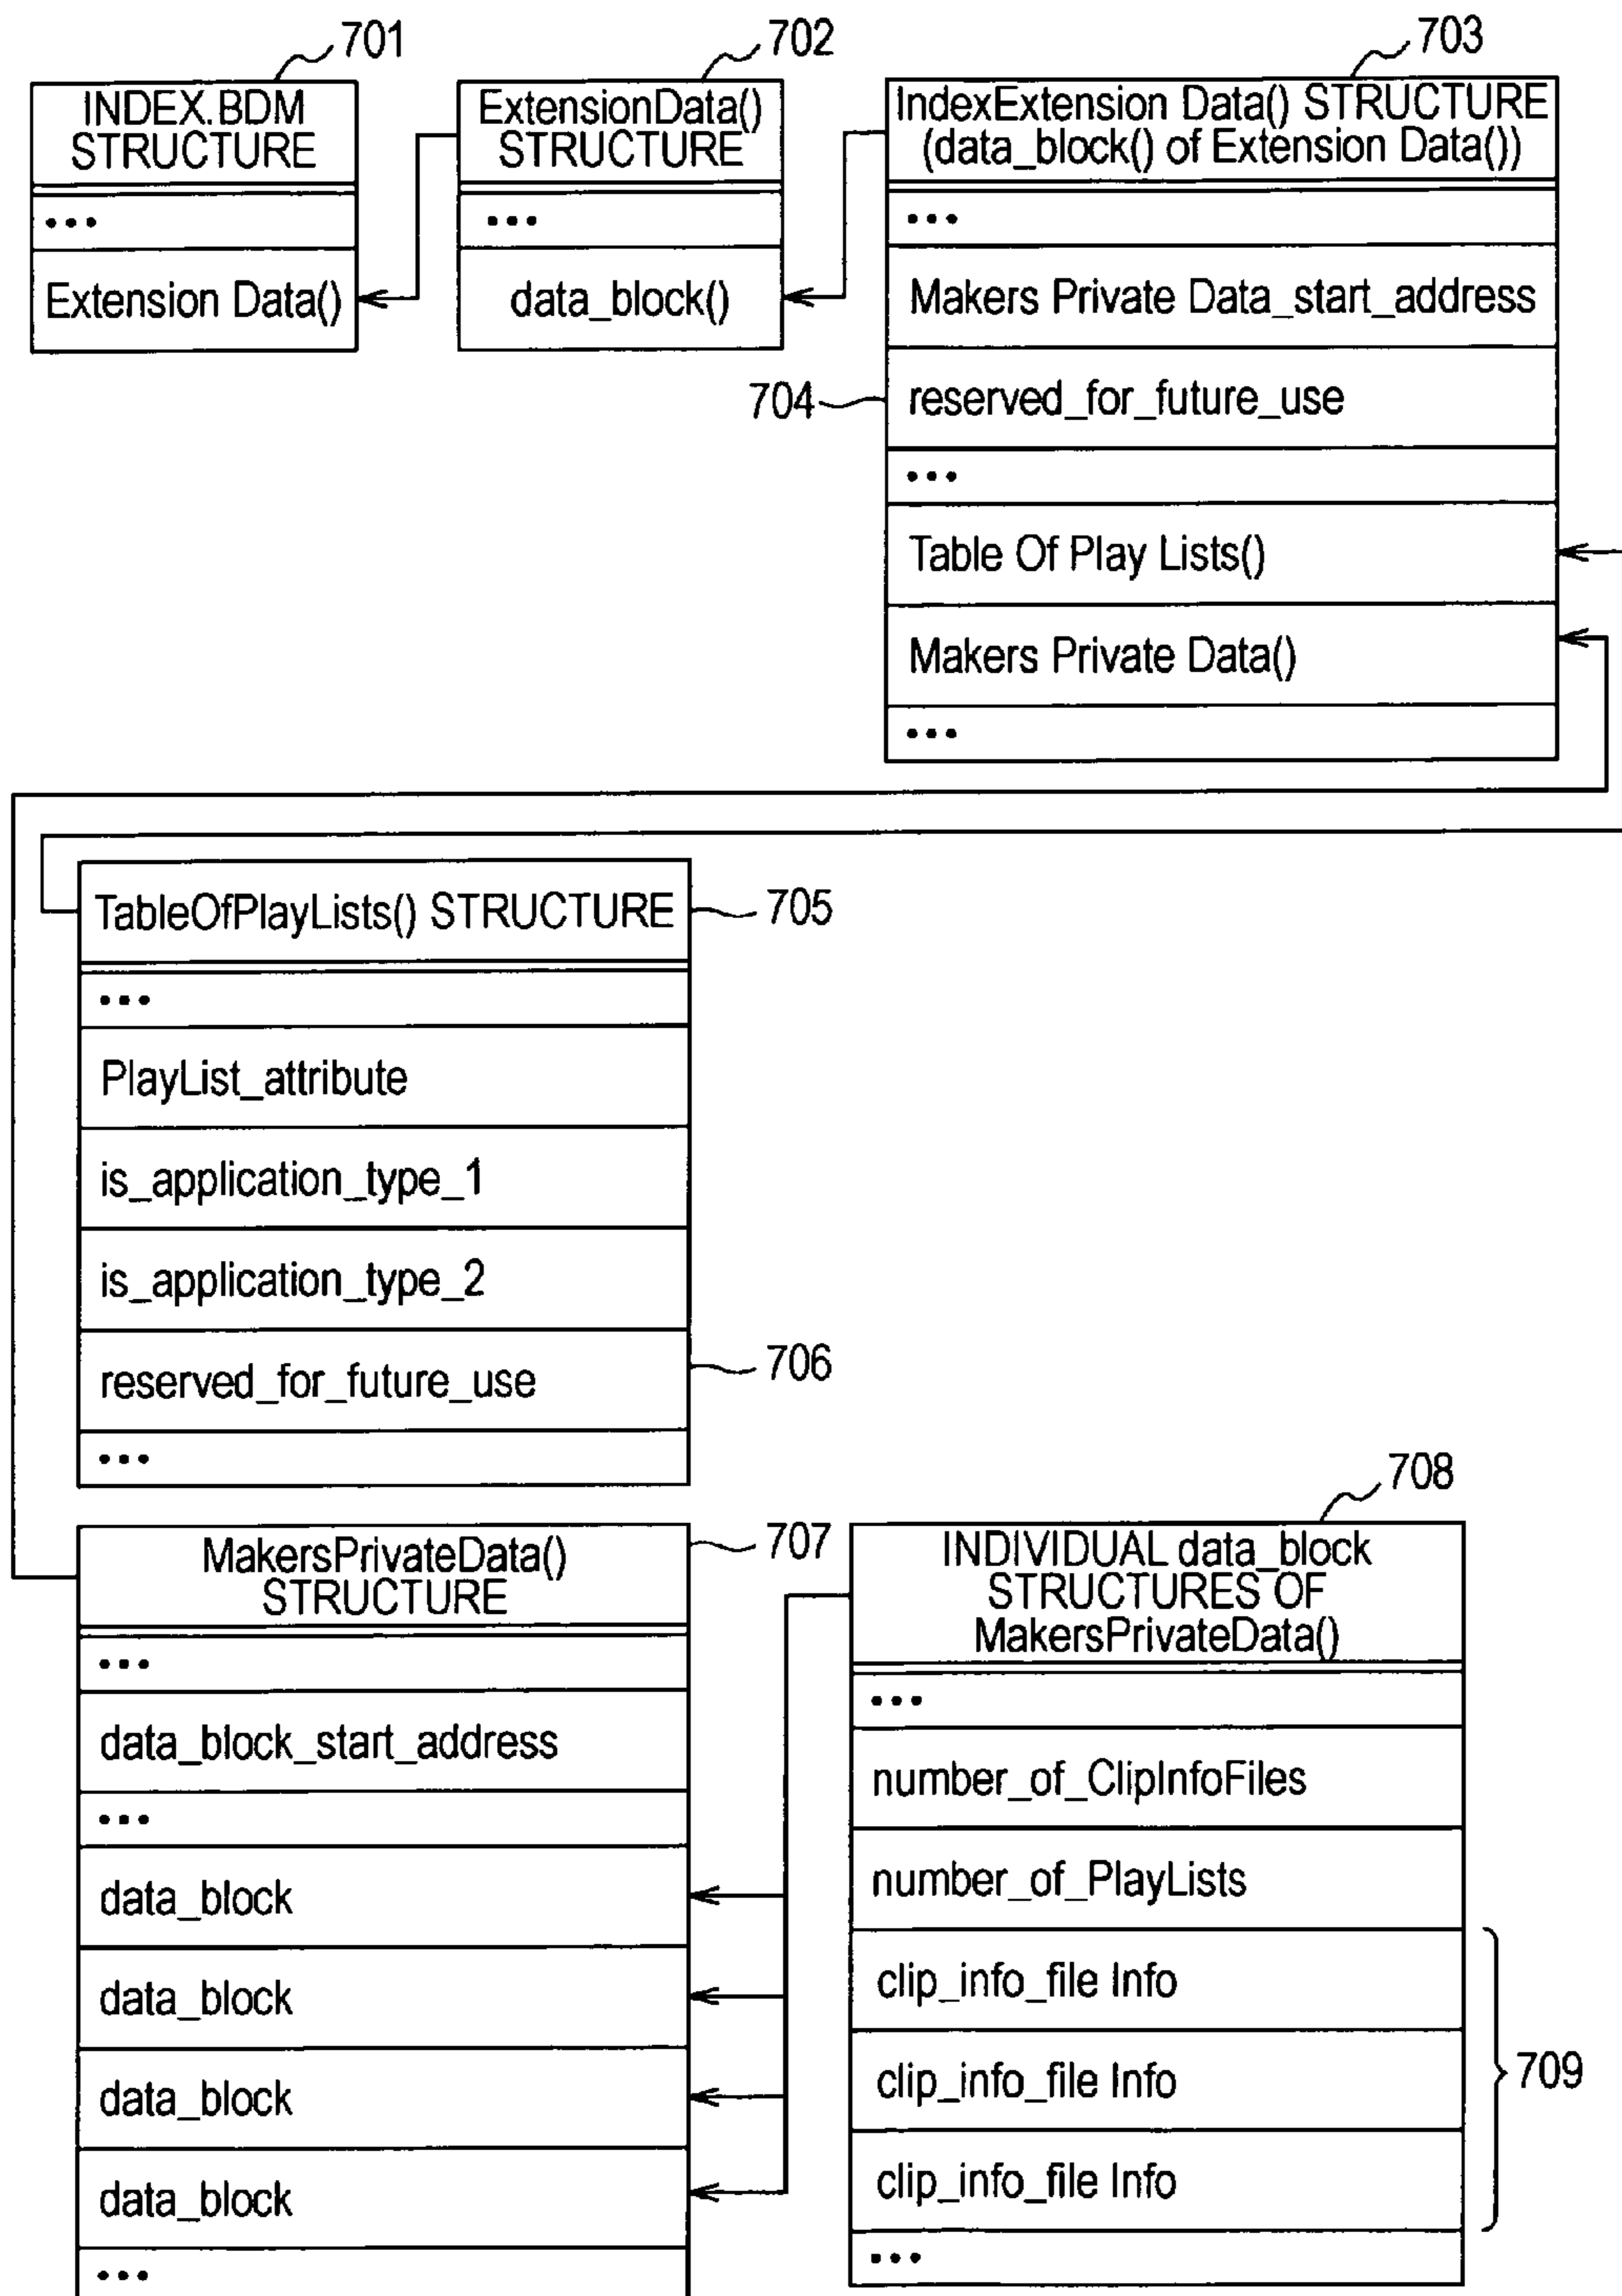 701
INDEX.BDM
STRUCTURE
•••
Extension Data()
702
ExtensionData()
STRUCTURE
•••
data_block()
703
IndexExtension Data() STRUCTURE
(data_block() of Extension Data())
•••
Makers Private Data_start_address
704
reserved_for_future_use
•••
Table Of Play Lists()
Makers Private Data()
•••
TableOfPlayLists() STRUCTURE
705
•••
PlayList_attribute
is_application_type_1
is_application_type_2
reserved_for_future_use
706
•••
MakersPrivateData()
STRUCTURE
707
•••
data_block_start_address
•••
data_block
data_block
data_block
data_block
•••
708
INDIVIDUAL data_block
STRUCTURES OF
MakersPrivateData()
•••
number_of_ClipInfoFiles
number_of_PlayLists
clip_info_file Info
clip_info_file Info
clip_info_file Info
709
•••